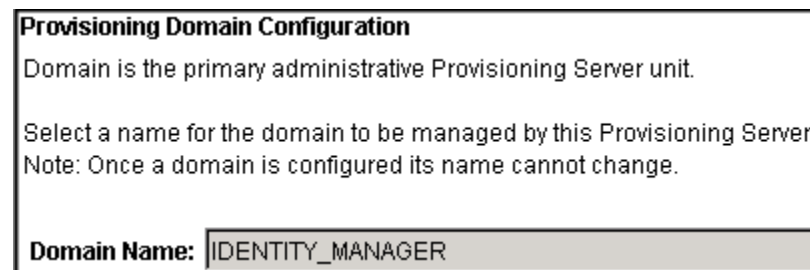 Provisioning Domain Configuration
Domain is the primary administrative Provisioning Server unit.
Select a name for the domain to be managed by this Provisioning Server
Note: Once a domain is configured its name cannot change.
Domain Name: IDENTITY_MANAGER